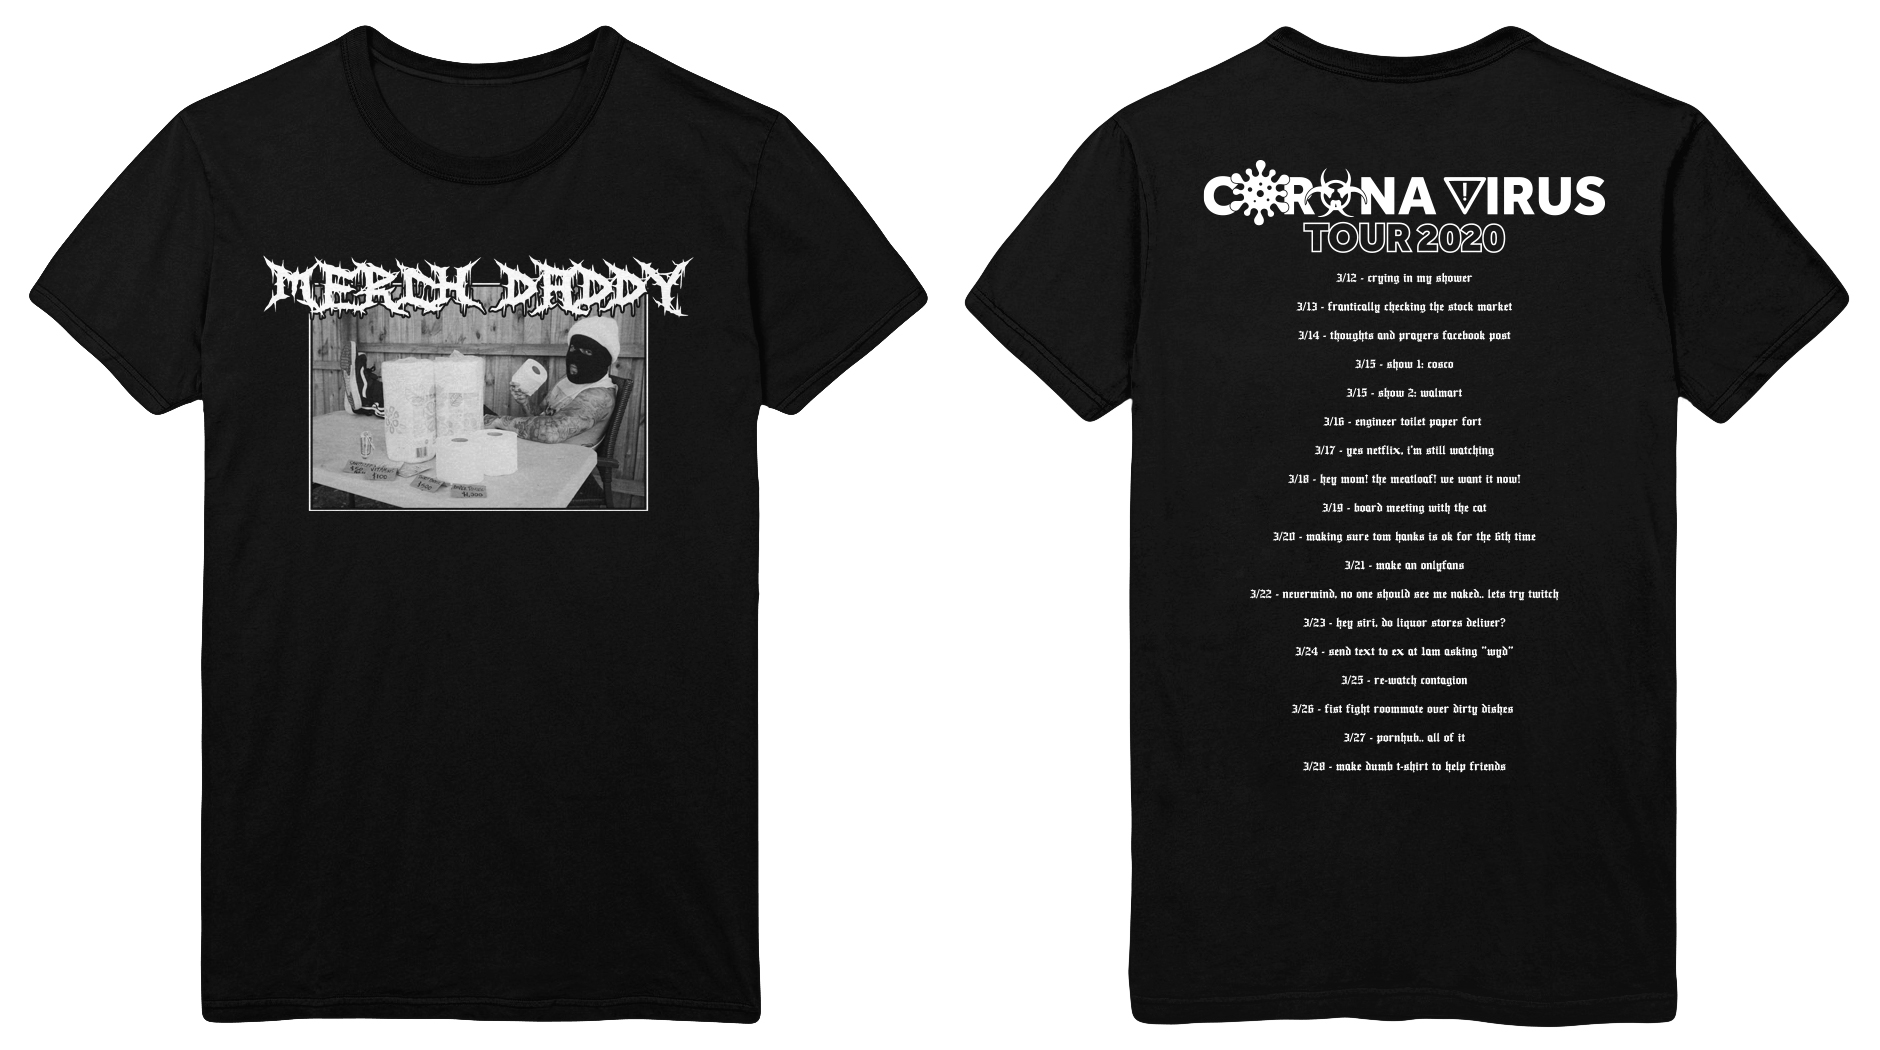 MERCH DADDY
$100
$500
CORONA VIRUS
TOUR 2020
3/12 - crying in my shower
3/13 - frantically checking the stock market
3/14 - thoughts and prayers facebook post
3/15 - show 1: cosco
3/15 - show 2: walmart
3/16 - engineer toilet paper fort
3/17 - yes netflix, i'm still watching
3/18 - hey mom! the meatloaf! we want it now!
3/19 - board meeting with the cat
3/20 - making sure tom hanks is ok for the 6th time
3/21 - make an onlyfans
3/22 - nevermind, no one should see me naked.. lets try twitch
3/23 - hey siri, do liquor stores deliver?
3/24 - send text to ex at 1am asking "wyd"
3/25 - re-watch contagion
3/26 - fist fight roommate over dirty dishes
3/27 - pornhub.. all of it
3/28 - make dumb t-shirt to help friends